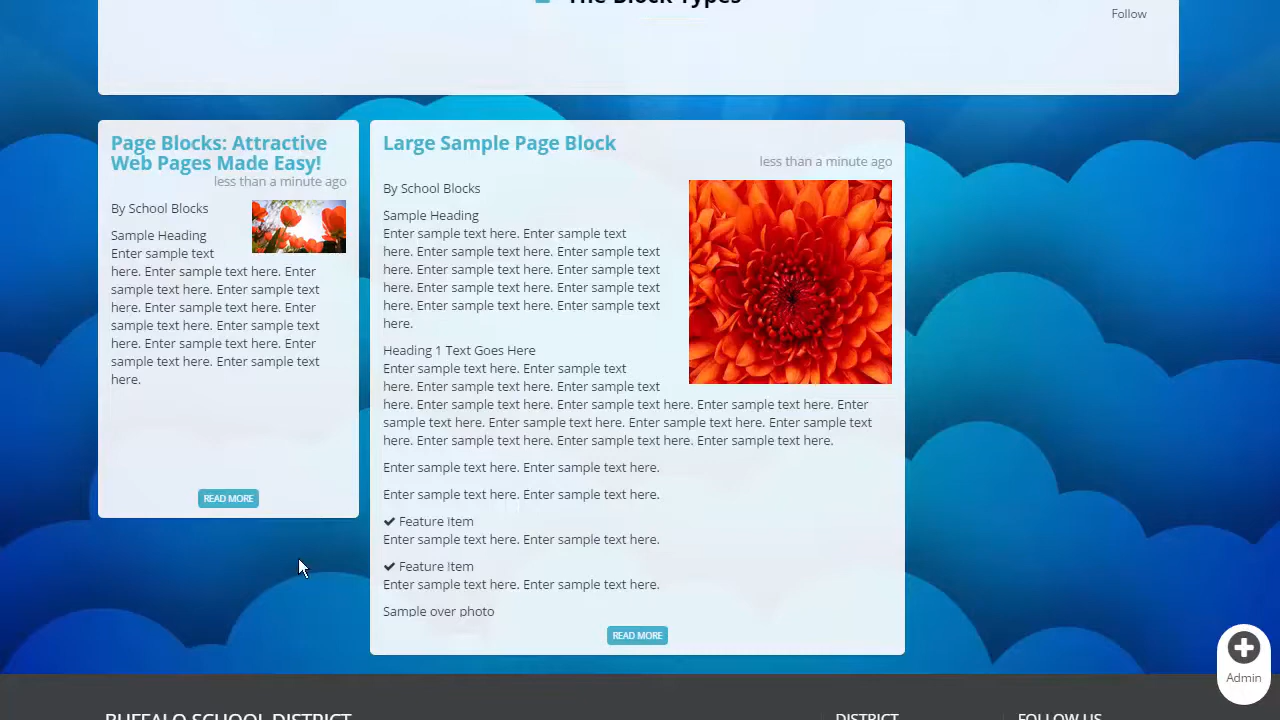 The Block Types
Follow
Page Blocks: Attractive
Web Pages Made Easy!
less than a minute ago
By School Blocks
Sample Heading
Enter sample text
here. Enter sample text here. Enter
sample text here. Enter sample text
here. Enter sample text here. Enter
sample text here. Enter sample text
here. Enter sample text here. Enter
sample text here. Enter sample text
here.
READ MORE
Large Sample Page Block
less than a minute ago
By School Blocks
Sample Heading
Enter sample text here. Enter sample text
here. Enter sample text here. Enter sample text
here. Enter sample text here. Enter sample text
here. Enter sample text here. Enter sample text
here. Enter sample text here. Enter sample text
here.
Heading 1 Text Goes Here
Enter sample text here. Enter sample text
here. Enter sample text here. Enter sample text
here. Enter sample text here. Enter sample text here. Enter sample text here. Enter
sample text here. Enter sample text here. Enter sample text here. Enter sample text
here. Enter sample text here. Enter sample text here. Enter sample text here.
Enter sample text here. Enter sample text here.
Enter sample text here. Enter sample text here.
✔ Feature Item
Enter sample text here. Enter sample text here.
✔ Feature Item
Enter sample text here. Enter sample text here.
Sample over photo
READ MORE
Admin
BUFFALO SCHOOL DISTRICT
DISTRICT
FOLLOW US